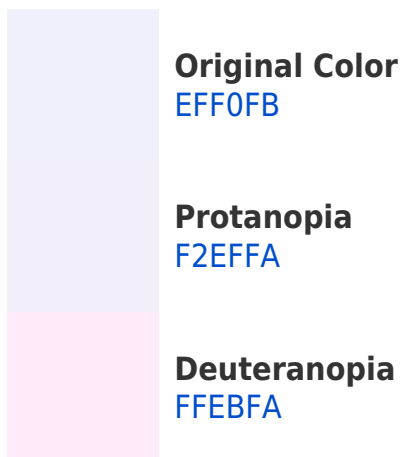 Original Color
EFF0FB
Protanopia
F2EFFA
Deuteranopia
FFEBFA